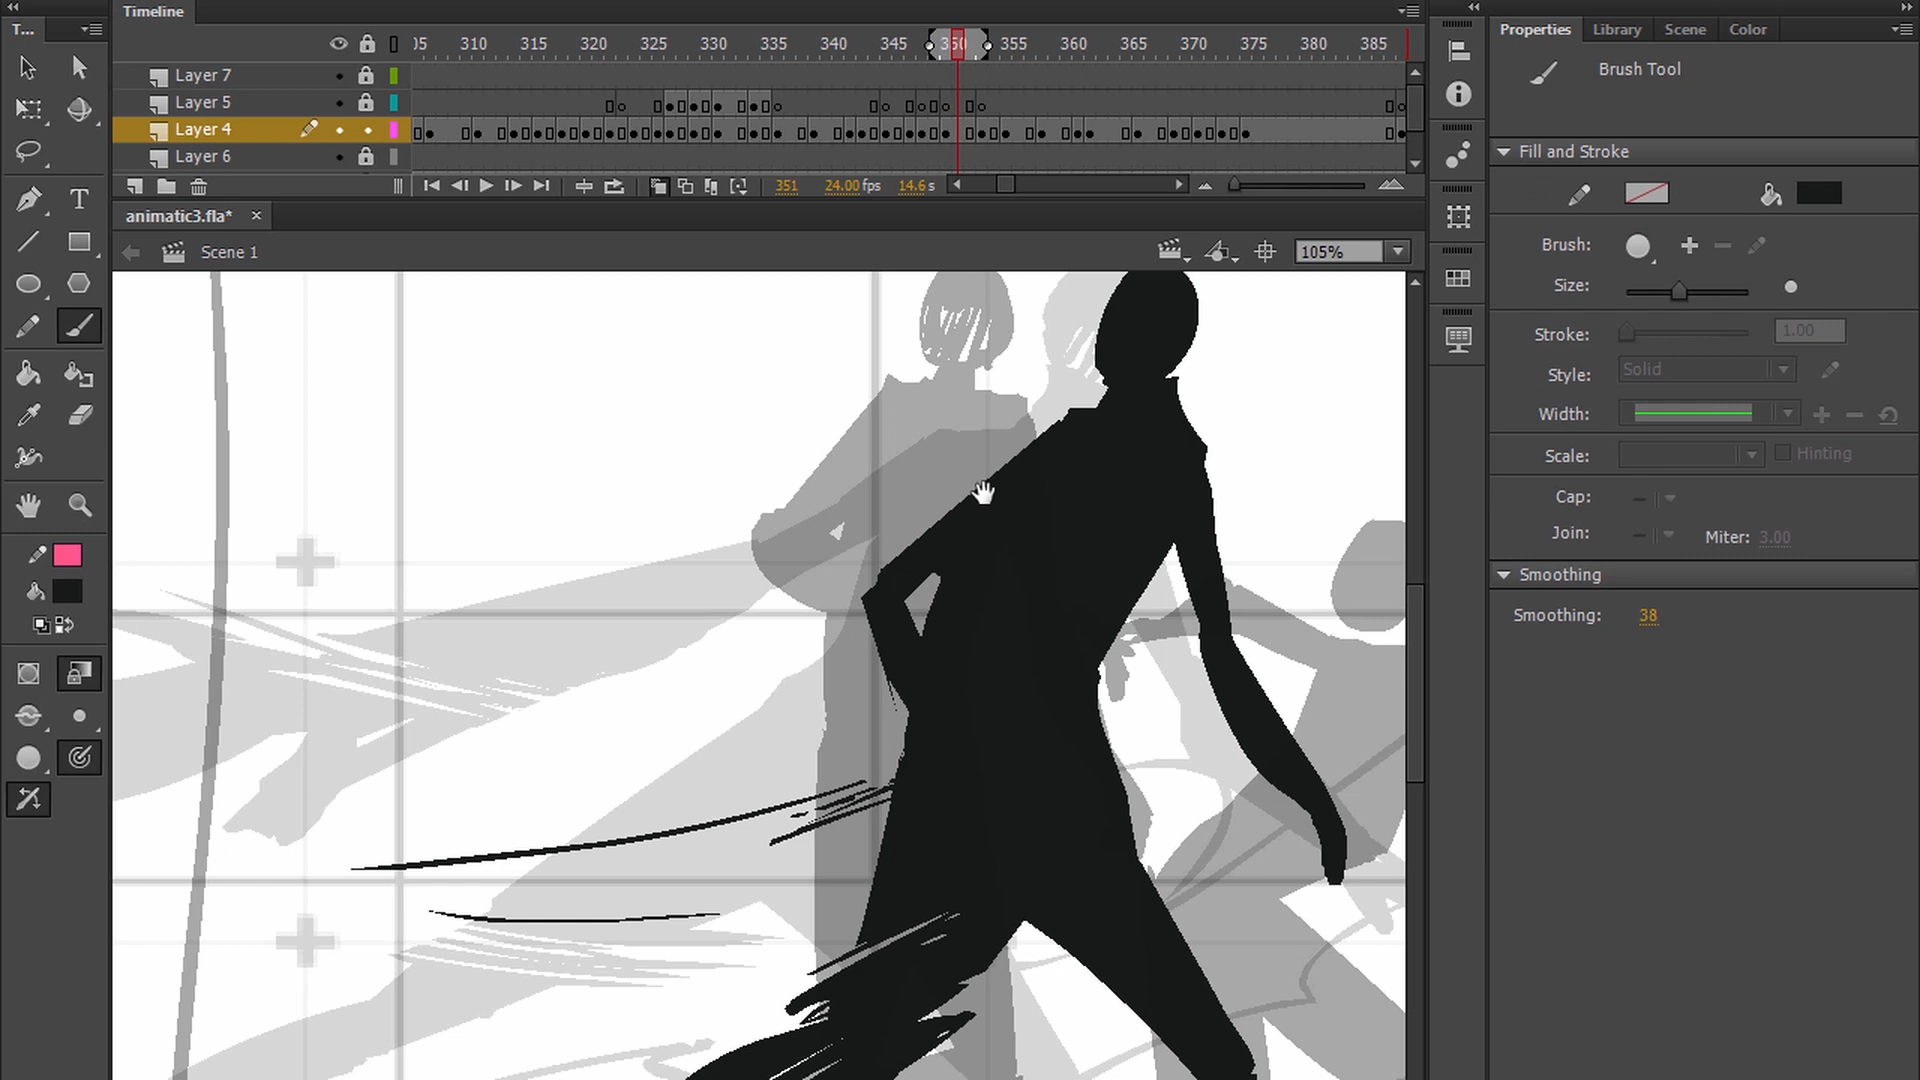 T...
Timeline
Properties
Library
Scene
Color
05 310 315 320 325 330 335 340 345 350 355 360 365 370 375 380 385
Layer 7
Layer 5
Layer 4
Layer 6
351 24.00 fps 14.6 s
animatic3.fla* ×
Scene 1
105%
T
Brush Tool
Fill and Stroke
Brush:
Size:
Stroke: 1.00
Style: Solid
Width:
Scale: Hinting
Cap:
Join: Miter: 3.00
Smoothing
Smoothing: 38